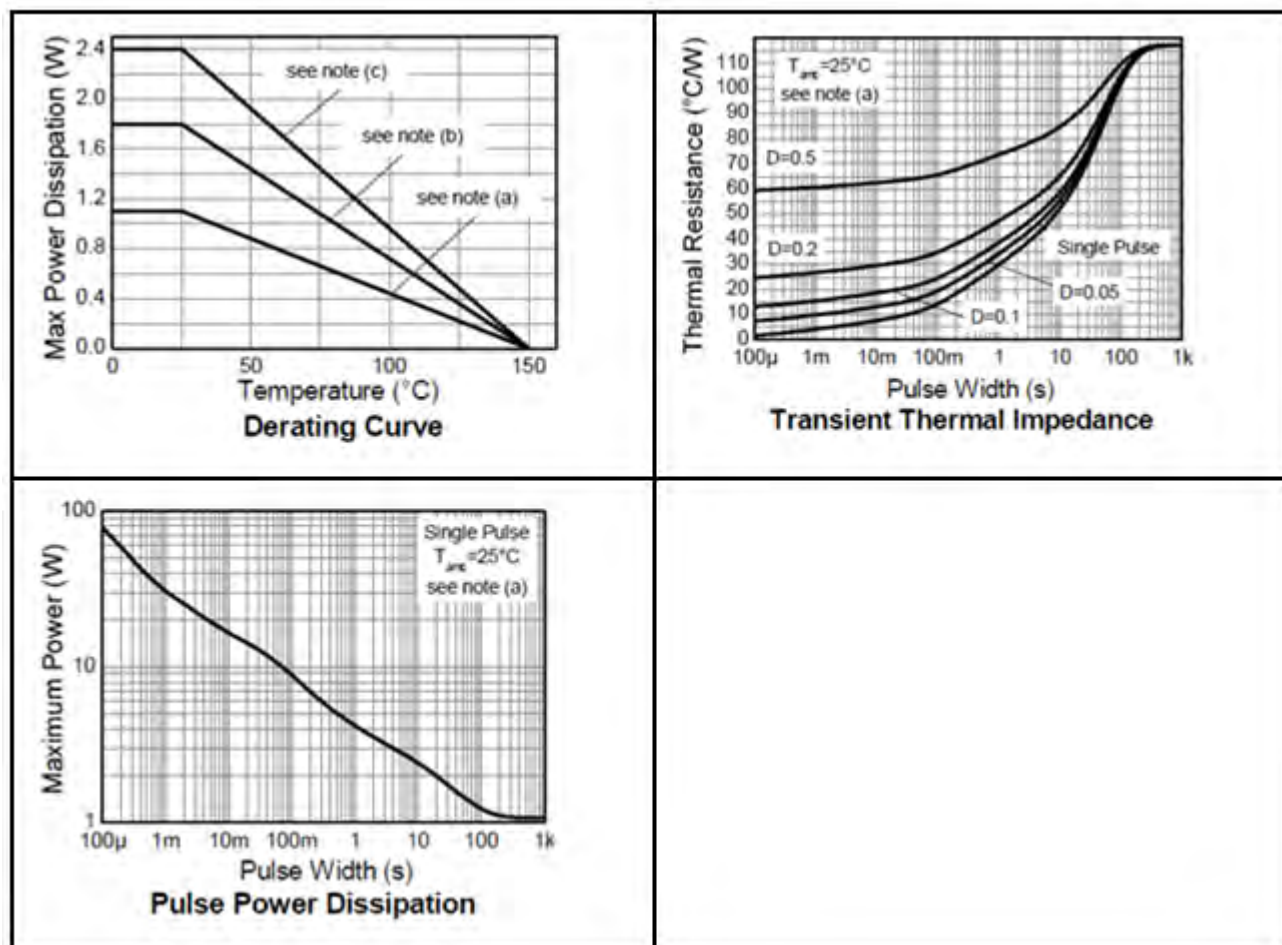 Max Power Dissipation (W)
2.4
2.0
1.6
1.2
0.8
0.4
0.0
see note (c)
see note (b)
see note (a)
0 50 100 150
Temperature (°C)
Derating Curve
Thermal Resistance (°C/W)
110
100
90
80
70
60
50
40
30
20
10
0
T_amb=25°C
see note (a)
D=0.5
D=0.2
Single Pulse
D=0.05
D=0.1
100µ 1m 10m 100m 1 10 100 1k
Pulse Width (s)
Transient Thermal Impedance
Maximum Power (W)
100
10
1
Single Pulse
T_amb=25°C
see note (a)
100µ 1m 10m 100m 1 10 100 1k
Pulse Width (s)
Pulse Power Dissipation